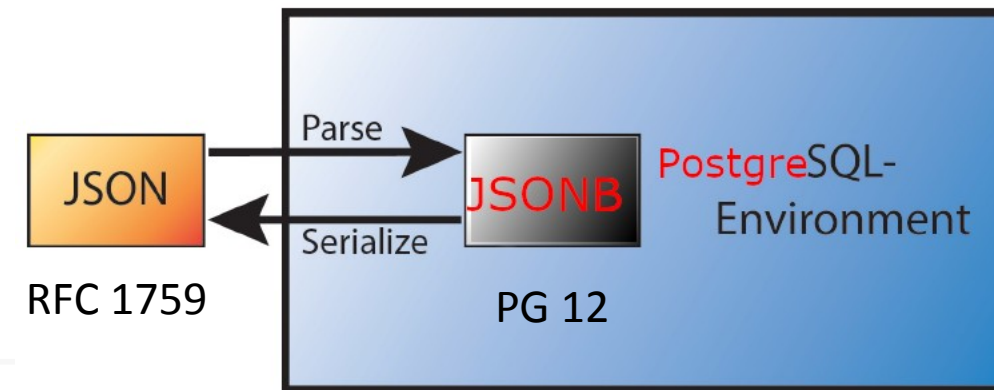 Parse
JSON
JSONB
PostgreSQL-
Environment
Serialize
RFC 1759
PG 12